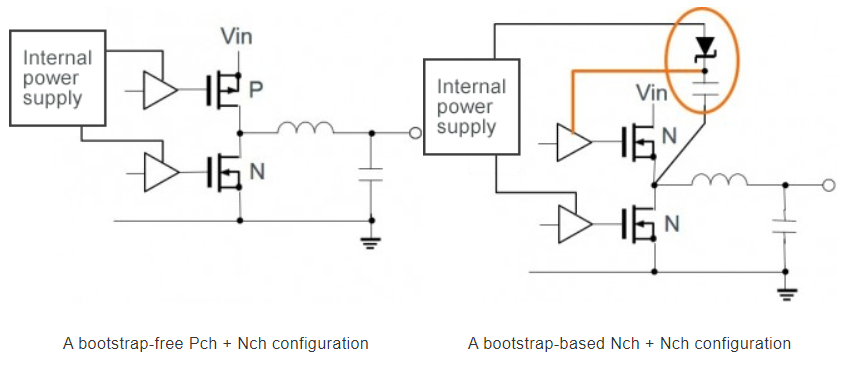 Internal
power
supply
Vin
P
N
A bootstrap-free Pch + Nch configuration
Internal
power
supply
Vin
N
N
A bootstrap-based Nch + Nch configuration